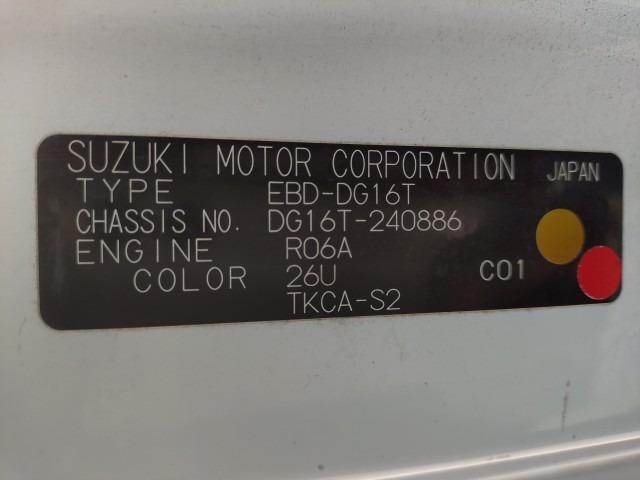 SUZUKI MOTOR CORPORATION JAPAN
TYPE EBD-DG16T
CHASSIS NO. DG16T-240886
ENGINE R06A
COLOR 26U C01
TKCA-S2